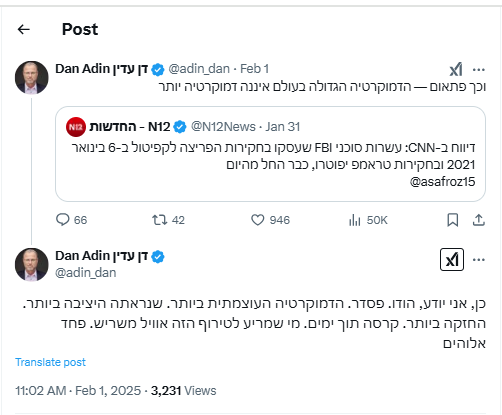 Post
Dan Adin דן עדין @adin_dan · Feb 1
וכך פתאום — הדמוקרטיה הגדולה בעולם איננה דמוקרטיה יותר
N12 החדשות - N12 @N12News · Jan 31
דיווח ב-CNN: עשרות סוכני FBI שעסקו בחקירות הפריצה לקפיטול ב-6 בינואר
2021 ובחקירות טראמפ יפוטרו, כבר החל מהיום
@asafroz15
66 42 946 50K
Dan Adin דן עדין
@adin_dan
כן, אני יודע, הודו. פסדר. הדמוקרטיה העוצמתית ביותר. שנראתה היציבה ביותר.
החזקה ביותר. קרסה תוך ימים. מי שמריע לטירוף הזה אוויל משריש. פחד
אלוהים
Translate post
11:02 AM · Feb 1, 2025 · 3,231 Views